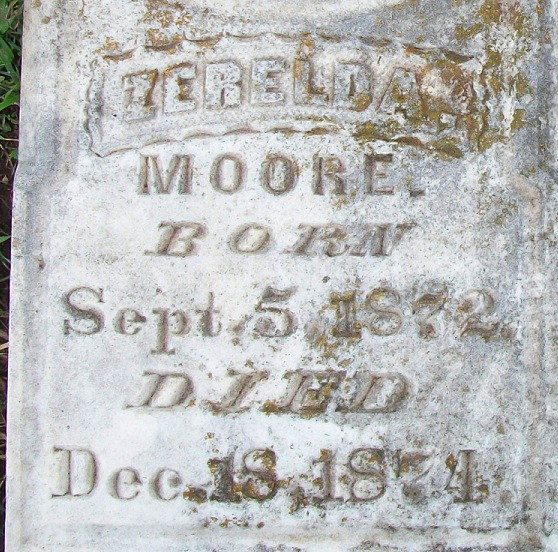 ZERELDA
MOORE.
BORN
Sept. 5, 1872.
DIED
Dec. 18, 1874.